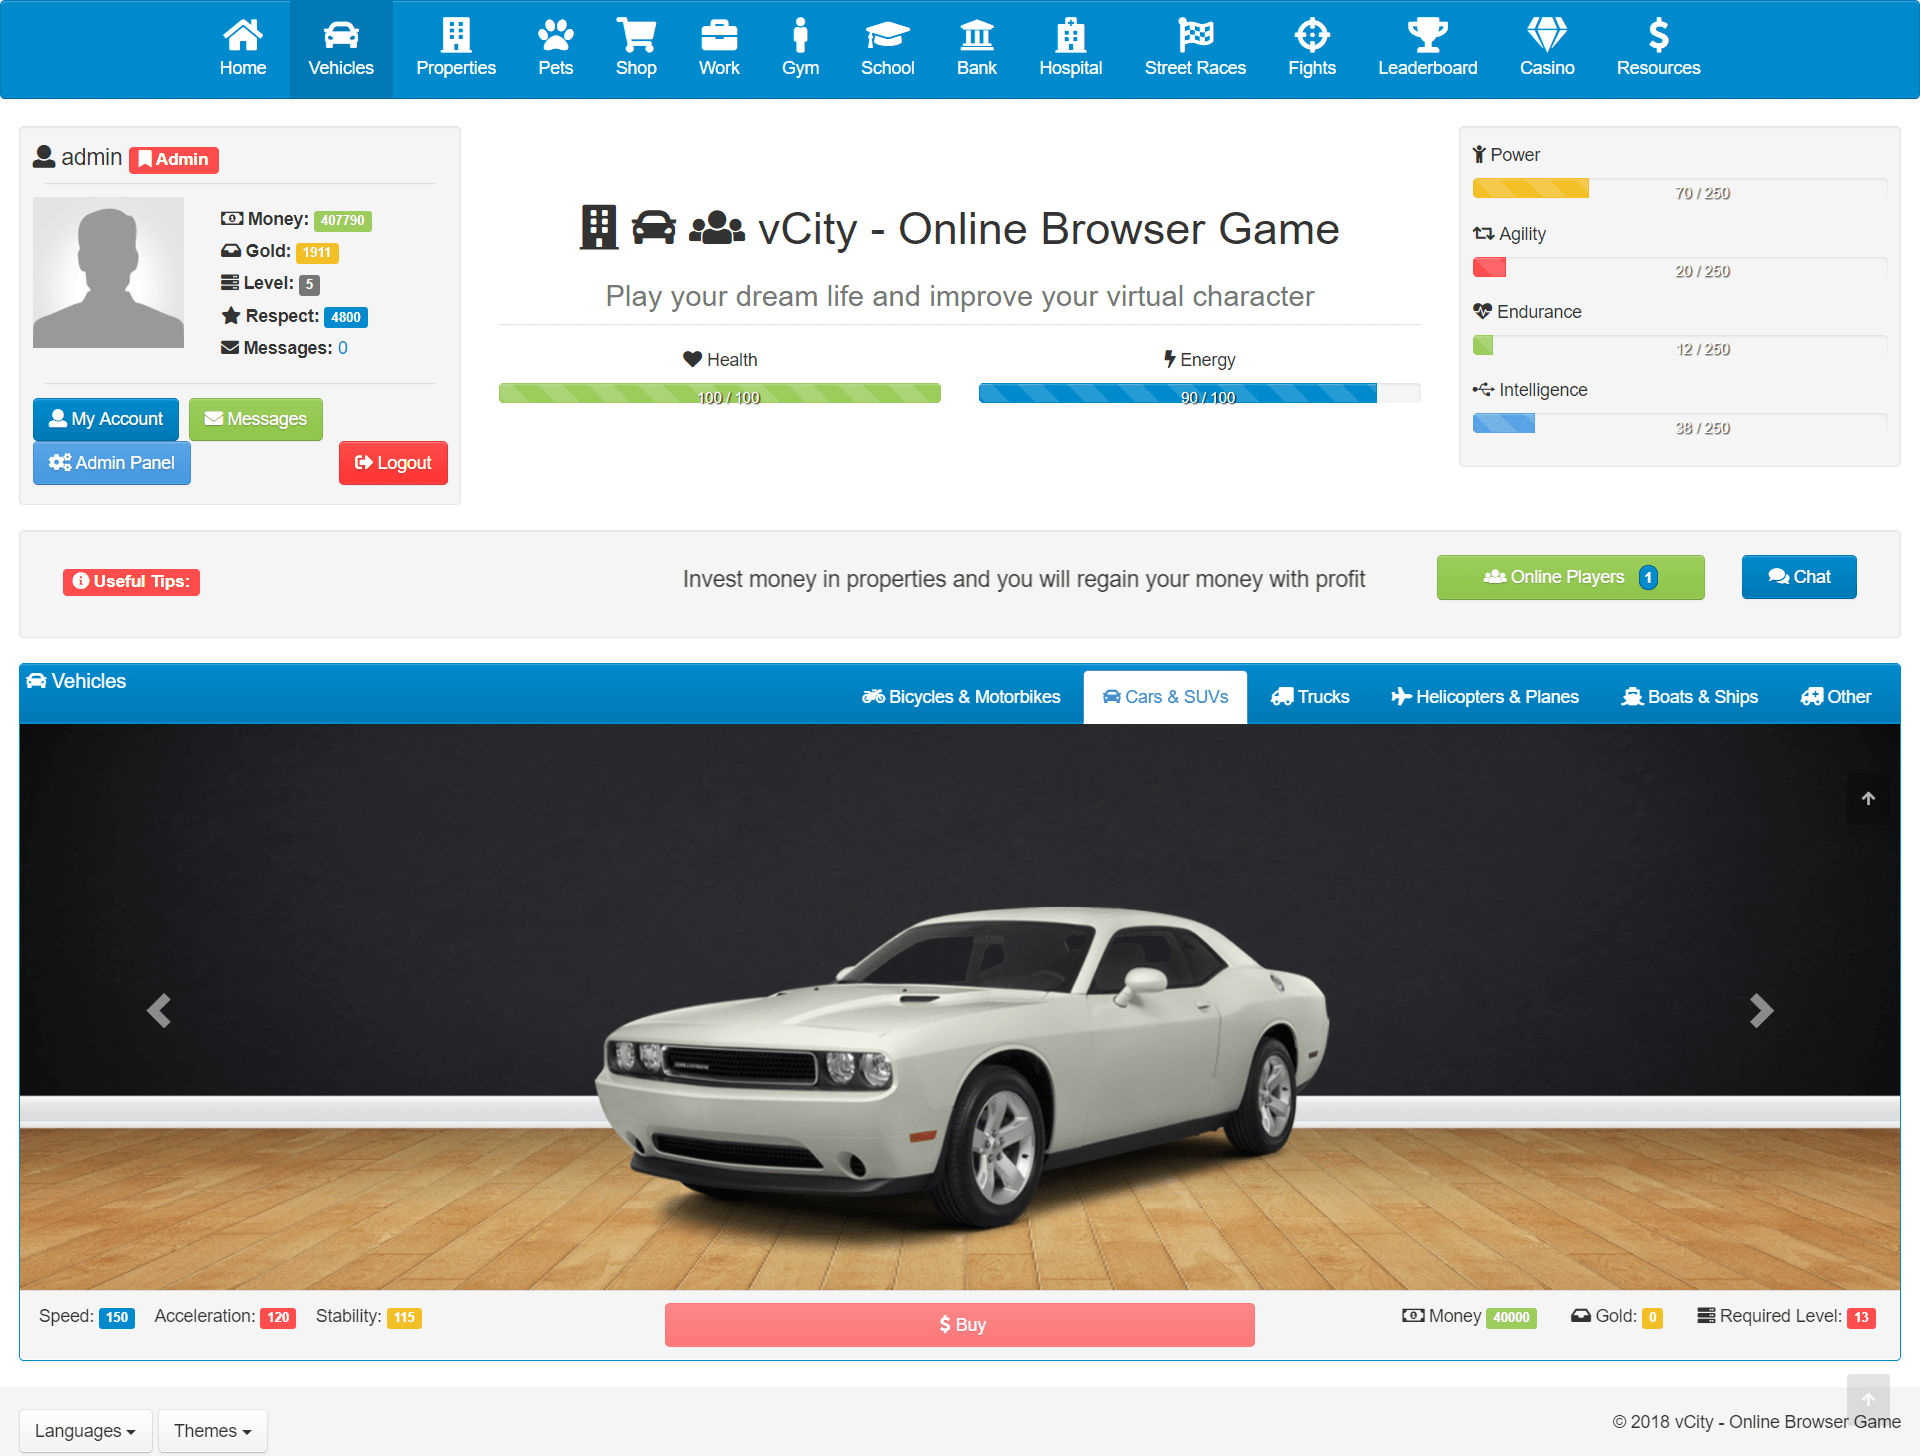 Home Vehicles Properties Pets Shop Work Gym School Bank Hospital Street Races Fights Leaderboard Casino Resources
admin Admin
Money: 407790
Gold: 1911
Level: 5
Respect: 4800
Messages: 0
My Account Messages
Admin Panel Logout
vCity - Online Browser Game
Play your dream life and improve your virtual character
Health Energy
100 / 100 90 / 100
Power
70 / 250
Agility
20 / 250
Endurance
12 / 250
Intelligence
38 / 250
Useful Tips: Invest money in properties and you will regain your money with profit Online Players 1 Chat
Vehicles Bicycles & Motorbikes Cars & SUVs Trucks Helicopters & Planes Boats & Ships Other
Speed: 150 Acceleration: 120 Stability: 115 $ Buy Money 40000 Gold: 0 Required Level: 13
Languages Themes © 2018 vCity - Online Browser Game